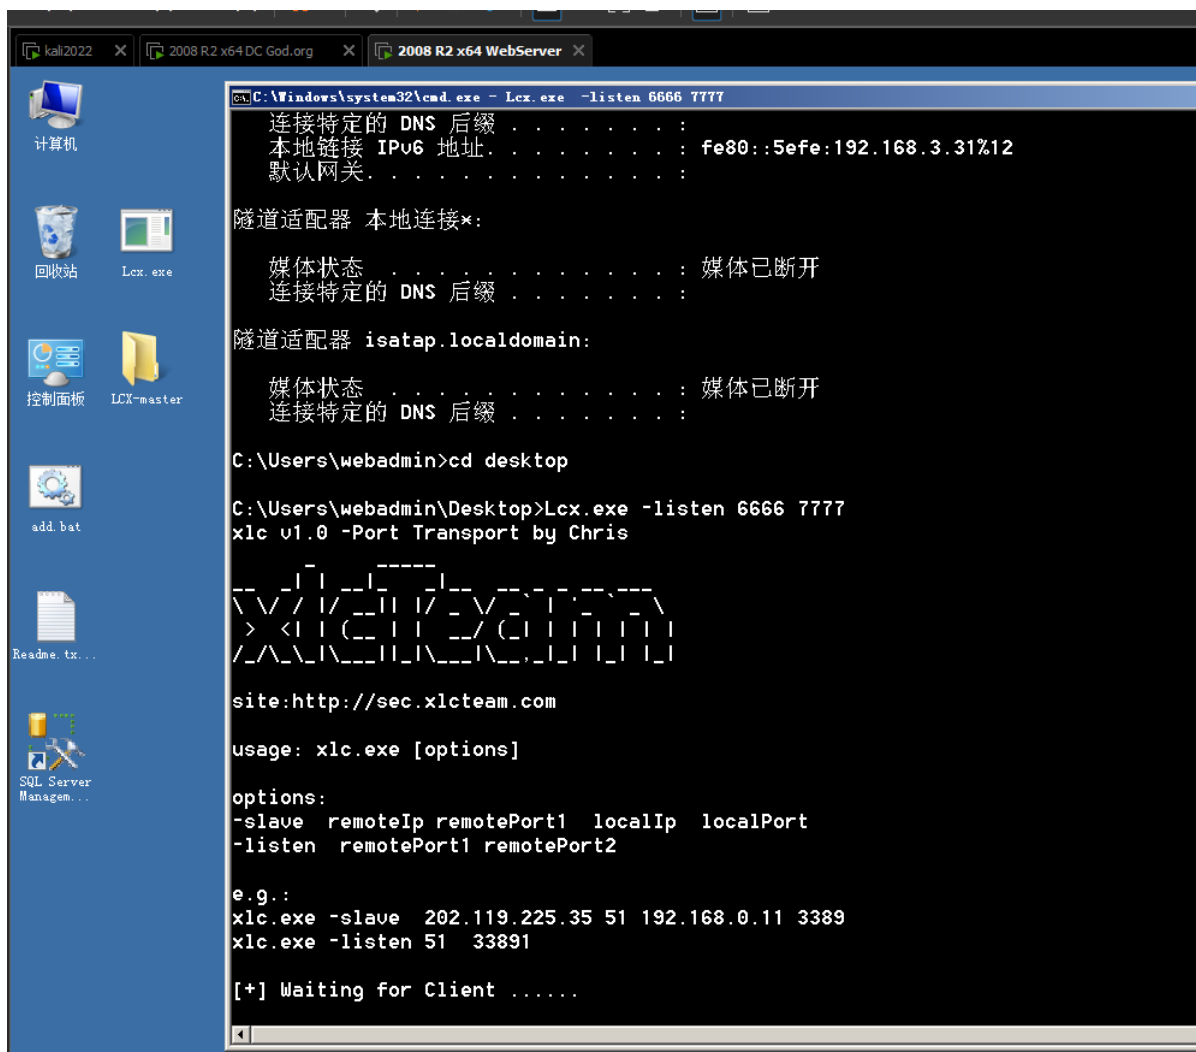 kali2022
2008 R2 x64 DC God.org
2008 R2 x64 WebServer
计算机
回收站
Lcx.exe
控制面板
LCX-master
add.bat
Readme.tx...
SQL Server
Managem...
C:\Windows\system32\cmd.exe - Lcx.exe  -listen 6666 7777
连接特定的 DNS 后缀 . . . . . . . :
本地链接 IPv6 地址. . . . . . . . : fe80::5efe:192.168.3.31%12
默认网关. . . . . . . . . . . . . :
隧道适配器 本地连接*:
媒体状态  . . . . . . . . . . . . : 媒体已断开
连接特定的 DNS 后缀 . . . . . . . :
隧道适配器 isatap.localdomain:
媒体状态  . . . . . . . . . . . . : 媒体已断开
连接特定的 DNS 后缀 . . . . . . . :
C:\Users\webadmin>cd desktop
C:\Users\webadmin\Desktop>Lcx.exe -listen 6666 7777
xlc v1.0 -Port Transport by Chris
xlcTeam
site:http://sec.xlcteam.com
usage: xlc.exe [options]
options:
-slave  remoteIp remotePort1  localIp  localPort
-listen  remotePort1 remotePort2
e.g.:
xlc.exe -slave  202.119.225.35 51 192.168.0.11 3389
xlc.exe -listen 51  33891
[+] Waiting for Client ......